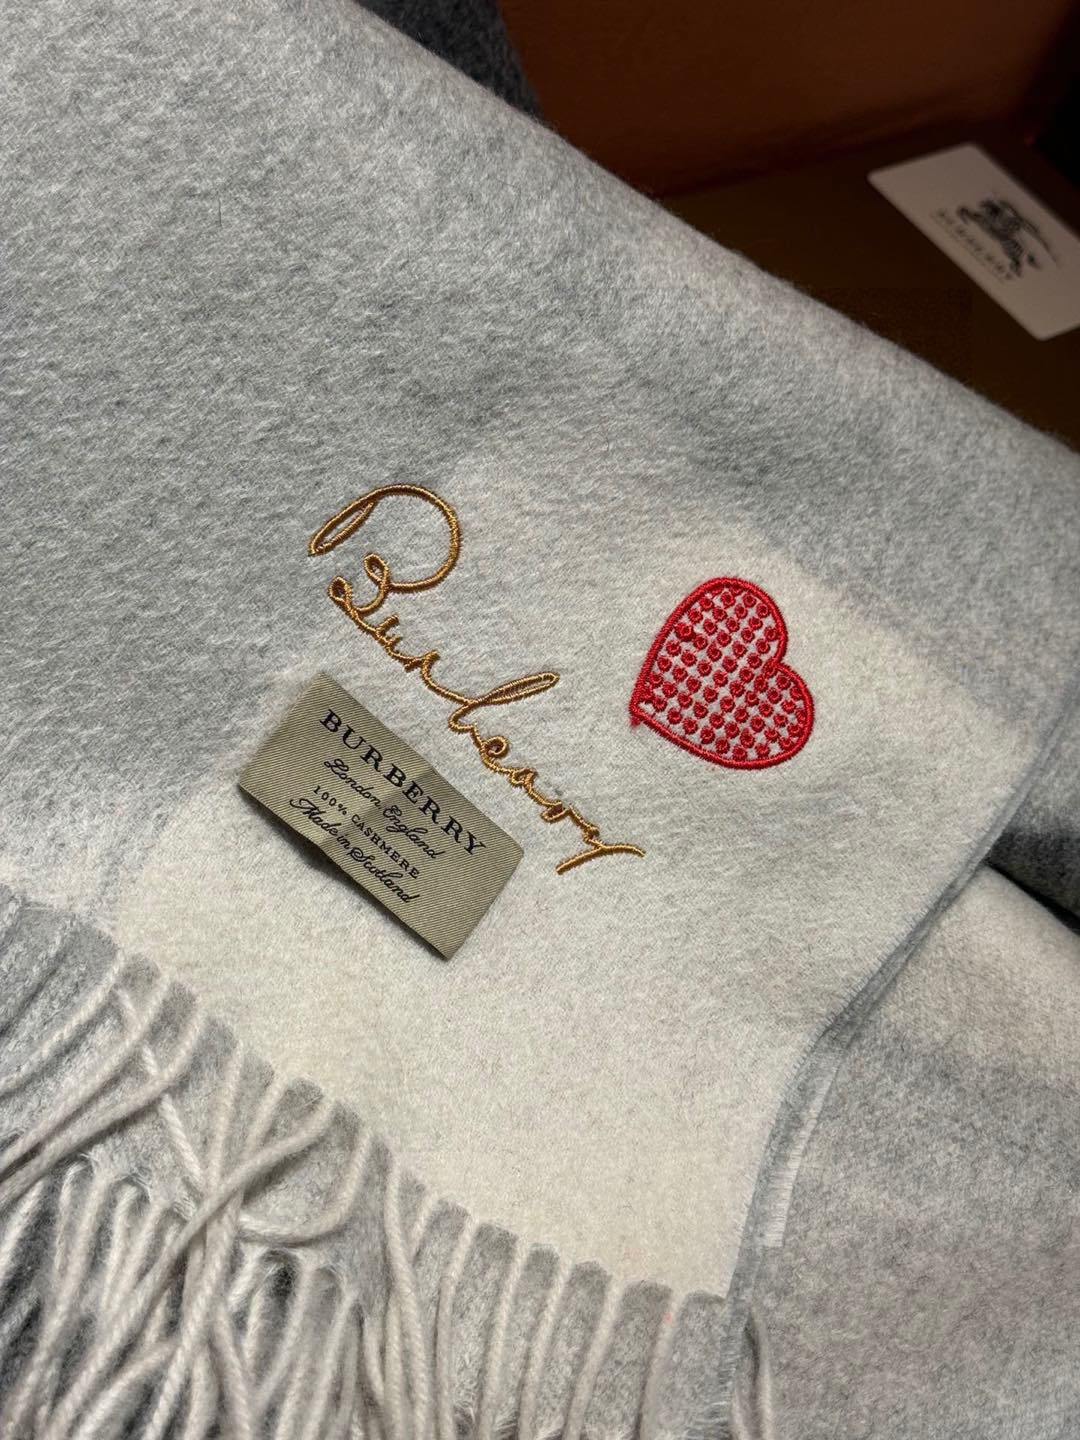 Burberry
BURBERRY
London, England
100% CASHMERE
Made in Scotland
BURBERRY